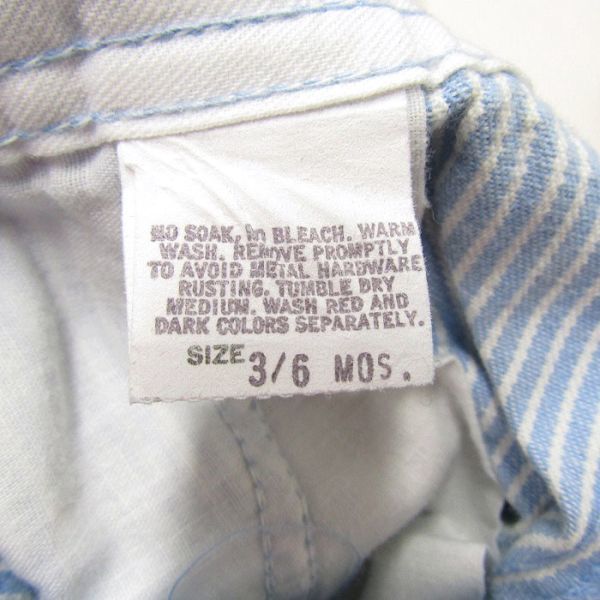 NO SOAK, in BLEACH. WARM
WASH. REMOVE PROMPTLY
TO AVOID METAL HARDWARE
RUSTING. TUMBLE DRY
MEDIUM. WASH RED AND
DARK COLORS SEPARATELY.
SIZE 3/6 MOS.